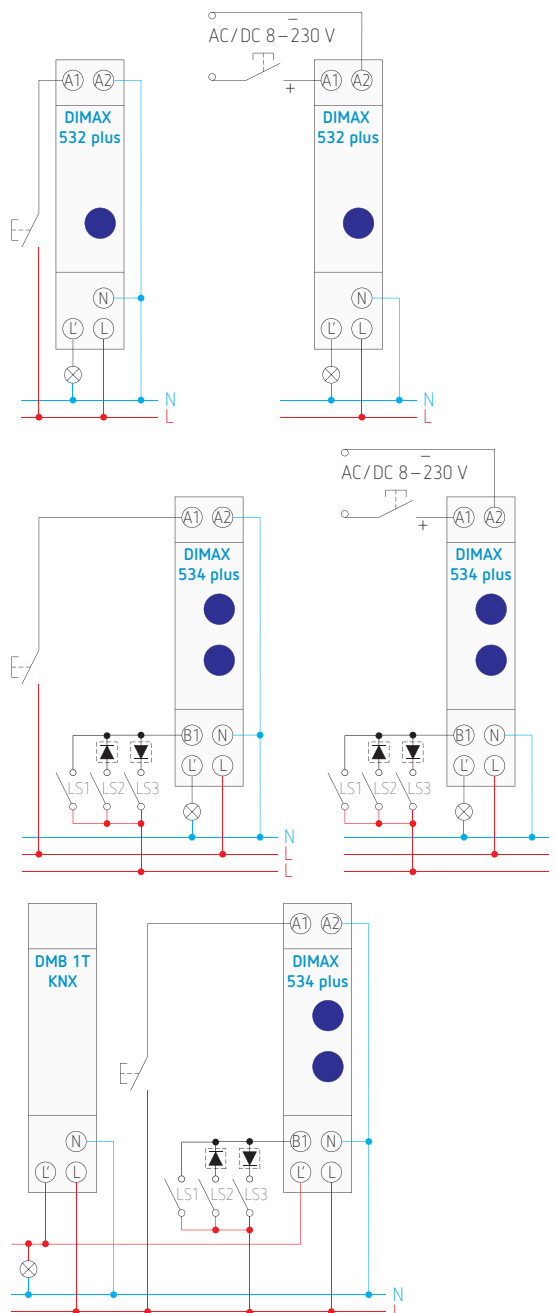 AC/DC 8–230 V
–
+
A1 A2
DIMAX
532 plus
N
L' L
N
L
A1 A2
DIMAX
532 plus
N
L' L
N
L
AC/DC 8–230 V
–
+
A1 A2
DIMAX
534 plus
B1 N
L' L
LS1 LS2 LS3
N
L
L
A1 A2
DIMAX
534 plus
B1 N
L' L
LS1 LS2 LS3
DMB 1T
KNX
N
L' L
A1 A2
DIMAX
534 plus
B1 N
L' L
LS1 LS2 LS3
N
L